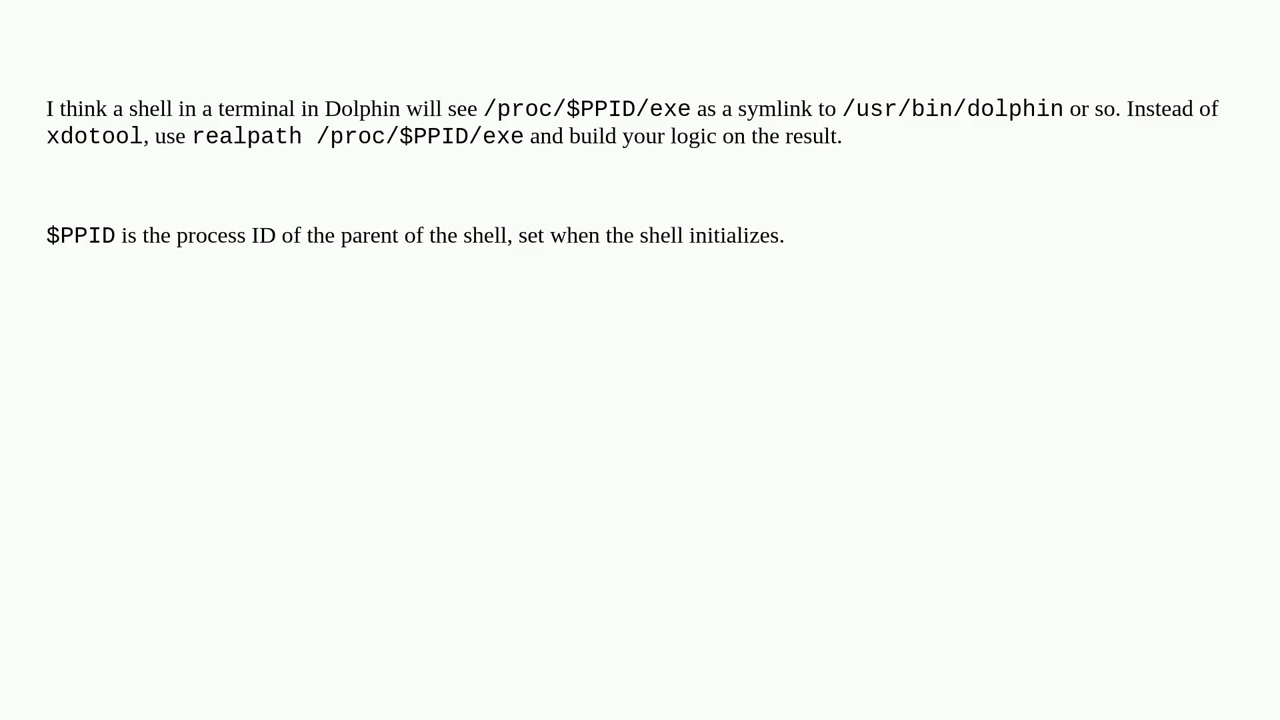 I think a shell in a terminal in Dolphin will see /proc/$PPID/exe as a symlink to /usr/bin/dolphin or so. Instead of
xdotool, use realpath /proc/$PPID/exe and build your logic on the result.
$PPID is the process ID of the parent of the shell, set when the shell initializes.